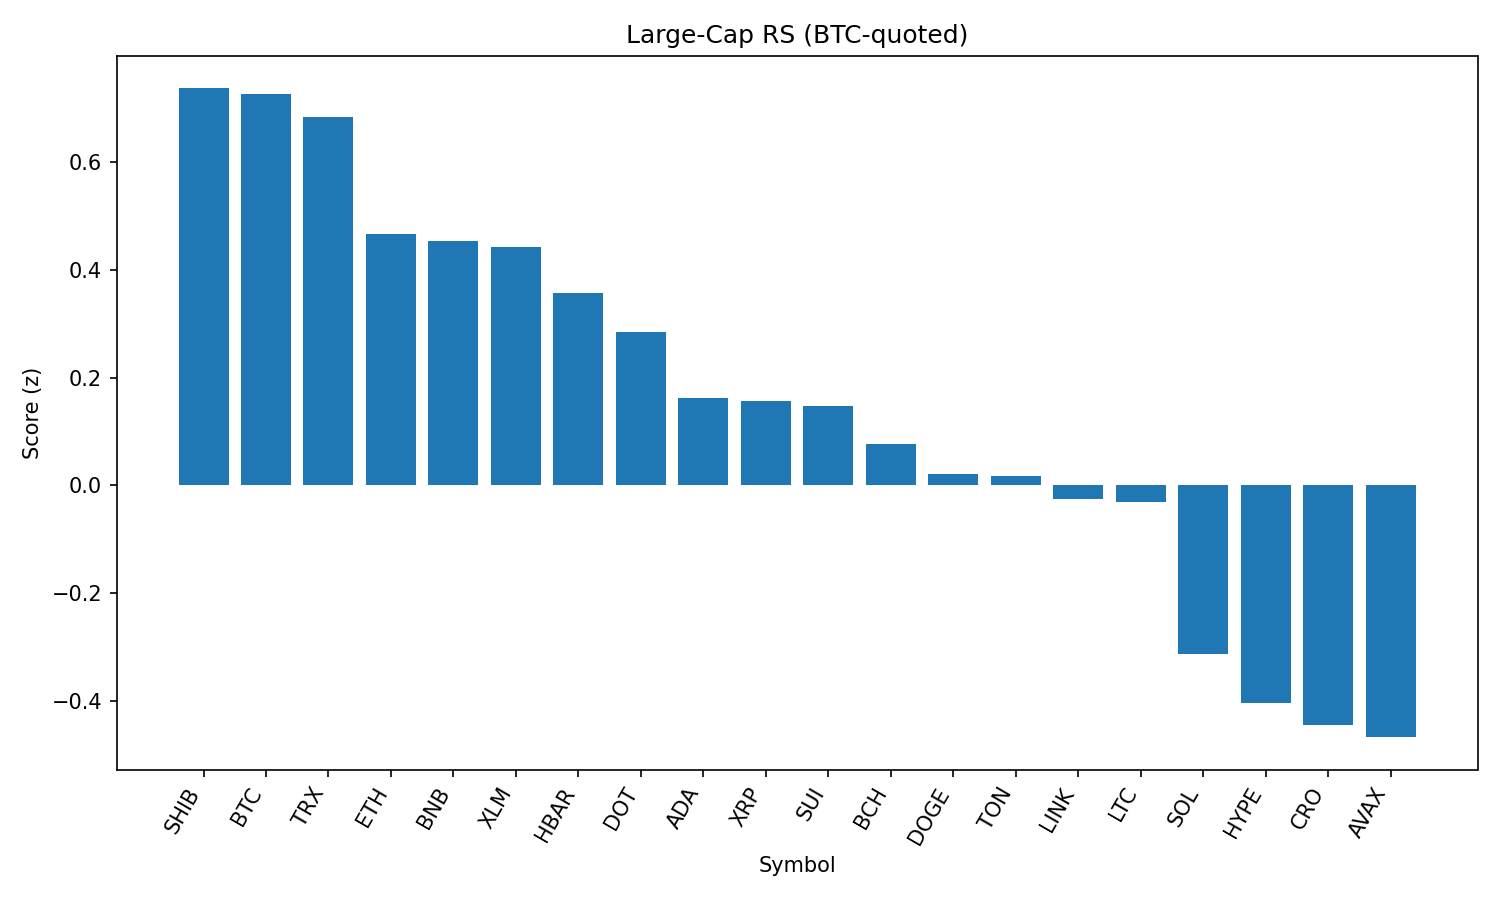 Large-Cap RS (BTC-quoted)
Score (z)
0.6
0.4
0.2
0.0
−0.2
−0.4
SHIB
BTC
TRX
ETH
BNB
XLM
HBAR
DOT
ADA
XRP
SUI
BCH
DOGE
TON
LINK
LTC
SOL
HYPE
CRO
AVAX
Symbol